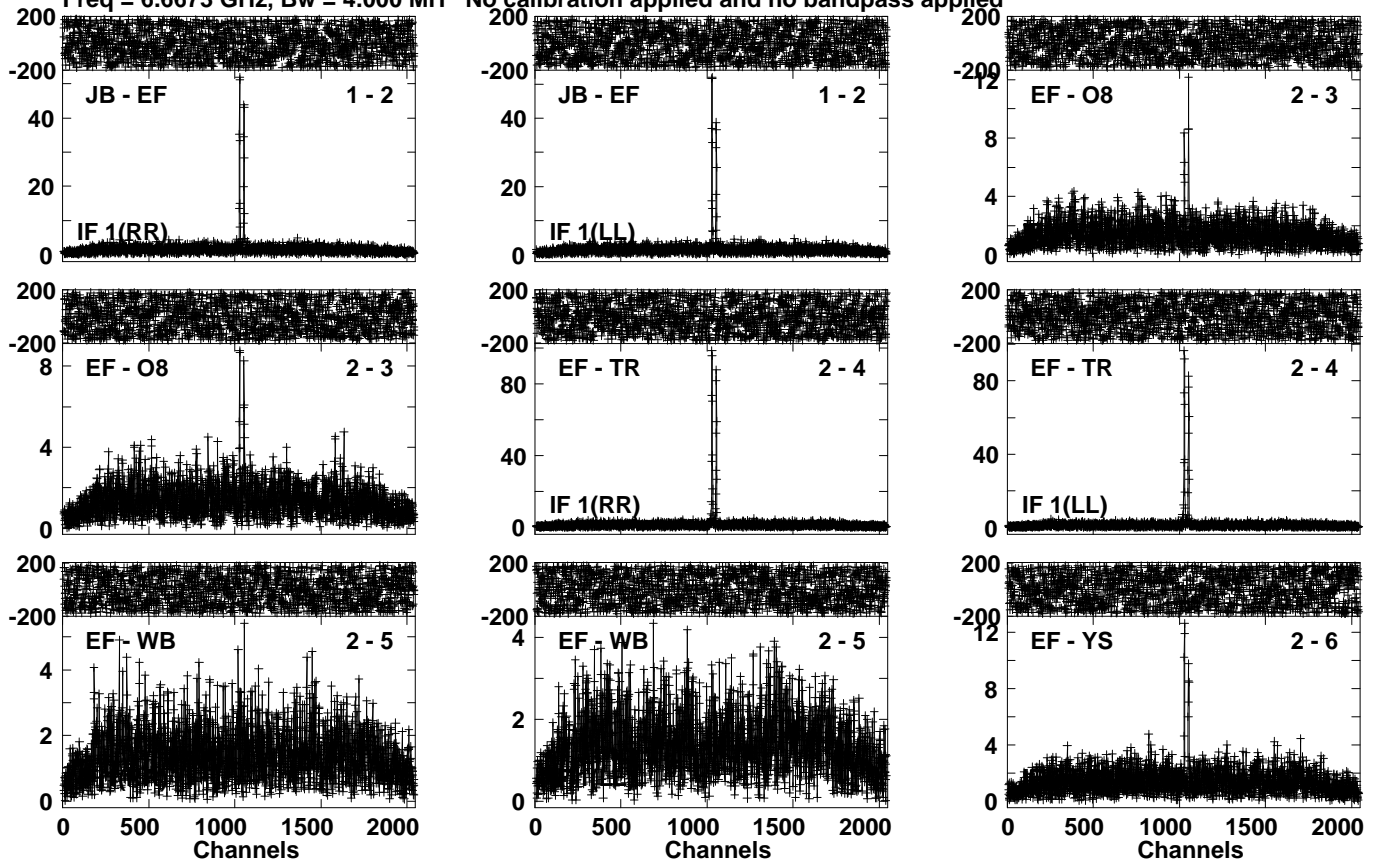 Freq = 6.6673 GHz, Bw = 4.000 MH No calibration applied and no bandpass applied
200 200 200
-200 -200 -200
JB - EF 1 - 2 JB - EF 1 - 2 EF - O8 2 - 3
40 40 12
20 20 8
4
IF 1(RR) IF 1(LL)
0 0 0
200 200 200
-200 -200 -200
EF - O8 2 - 3 EF - TR 2 - 4 EF - TR 2 - 4
8 80 80
4 40 40
IF 1(RR) IF 1(LL)
0 0 0
200 200 200
-200 -200 -200
EF - WB 2 - 5 EF - WB 2 - 5 EF - YS 2 - 6
4 4 12
2 2 8
4
0 0 0
0 500 1000 1500 2000 0 500 1000 1500 2000 0 500 1000 1500 2000
Channels Channels Channels